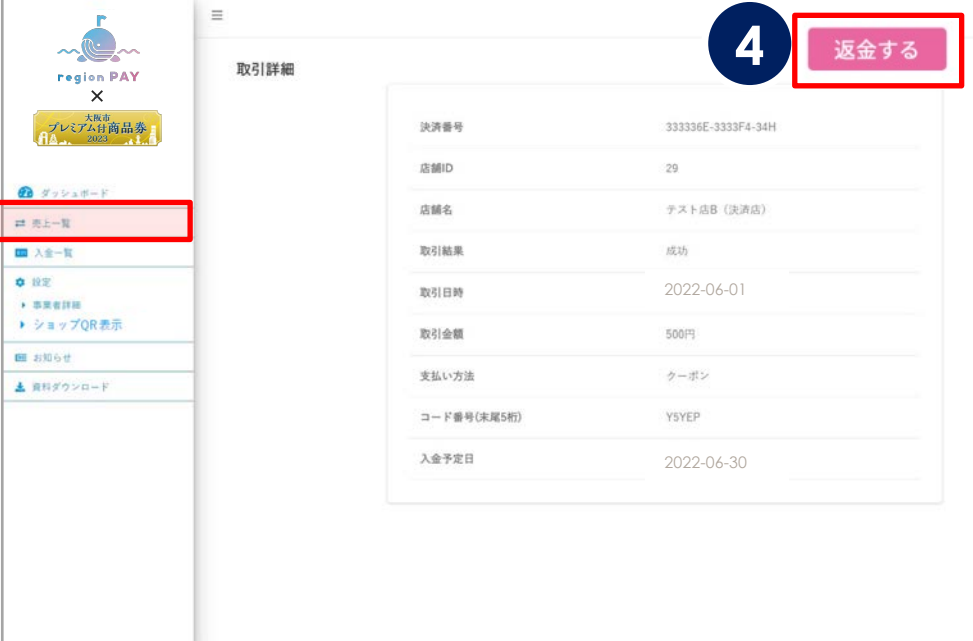 region PAY
×
大阪市
プレミアム付商品券
2023
ダッシュボード
売上一覧
入金一覧
設定
事業者詳細
ショップQR表示
お知らせ
資料ダウンロード
4
返金する
取引詳細
決済番号 333336E-3333F4-34H
店舗ID 29
店舗名 テスト店B（決済店）
取引結果 成功
取引日時 2022-06-01
取引金額 500円
支払い方法 クーポン
コード番号(末尾5桁) Y5YEP
入金予定日 2022-06-30